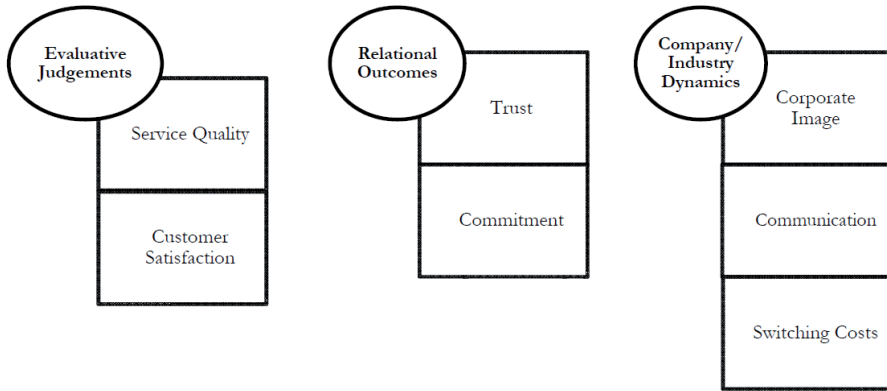 Evaluative
Judgements
Service Quality
Customer
Satisfaction
Relational
Outcomes
Trust
Commitment
Company/
Industry
Dynamics
Corporate
Image
Communication
Switching Costs